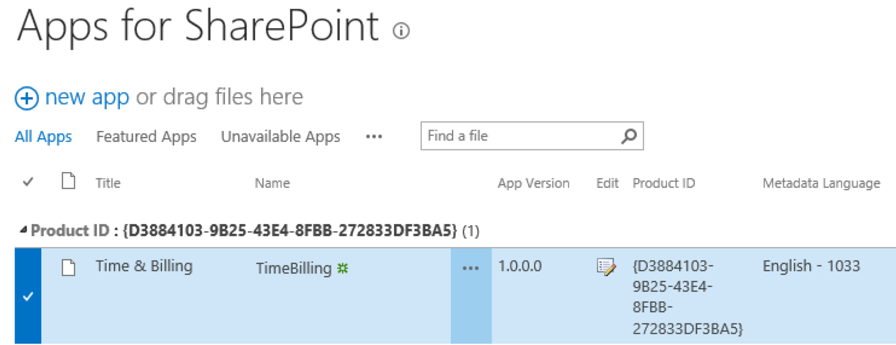 Apps for SharePoint
new app or drag files here
All Apps Featured Apps Unavailable Apps ... Find a file
Title Name App Version Edit Product ID Metadata Language
Product ID : {D3884103-9B25-43E4-8FBB-272833DF3BA5} (1)
Time & Billing TimeBilling ... 1.0.0.0 {D3884103- English - 1033
9B25-43E4-
8FBB-
272833DF3BA5}